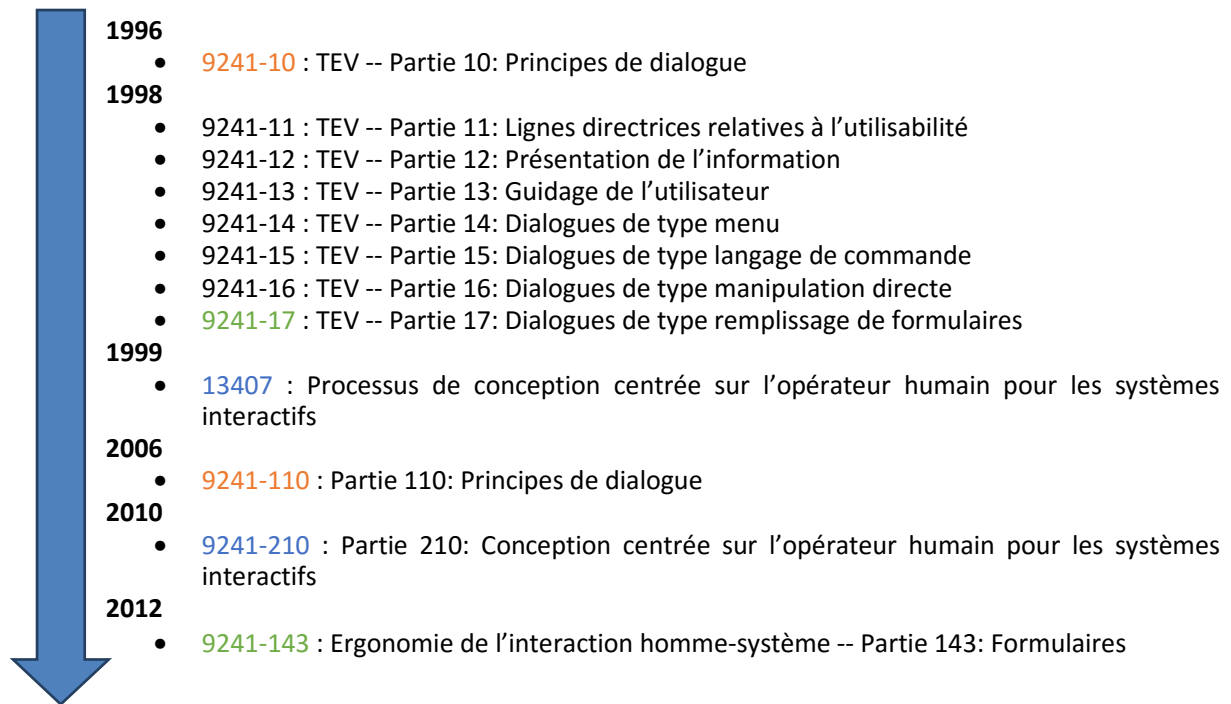 1996
• 9241-10 : TEV -- Partie 10: Principes de dialogue
1998
• 9241-11 : TEV -- Partie 11: Lignes directrices relatives à l’utilisabilité
• 9241-12 : TEV -- Partie 12: Présentation de l’information
• 9241-13 : TEV -- Partie 13: Guidage de l’utilisateur
• 9241-14 : TEV -- Partie 14: Dialogues de type menu
• 9241-15 : TEV -- Partie 15: Dialogues de type langage de commande
• 9241-16 : TEV -- Partie 16: Dialogues de type manipulation directe
• 9241-17 : TEV -- Partie 17: Dialogues de type remplissage de formulaires
1999
• 13407 : Processus de conception centrée sur l’opérateur humain pour les systèmes
interactifs
2006
• 9241-110 : Partie 110: Principes de dialogue
2010
• 9241-210 : Partie 210: Conception centrée sur l’opérateur humain pour les systèmes
interactifs
2012
• 9241-143 : Ergonomie de l’interaction homme-système -- Partie 143: Formulaires